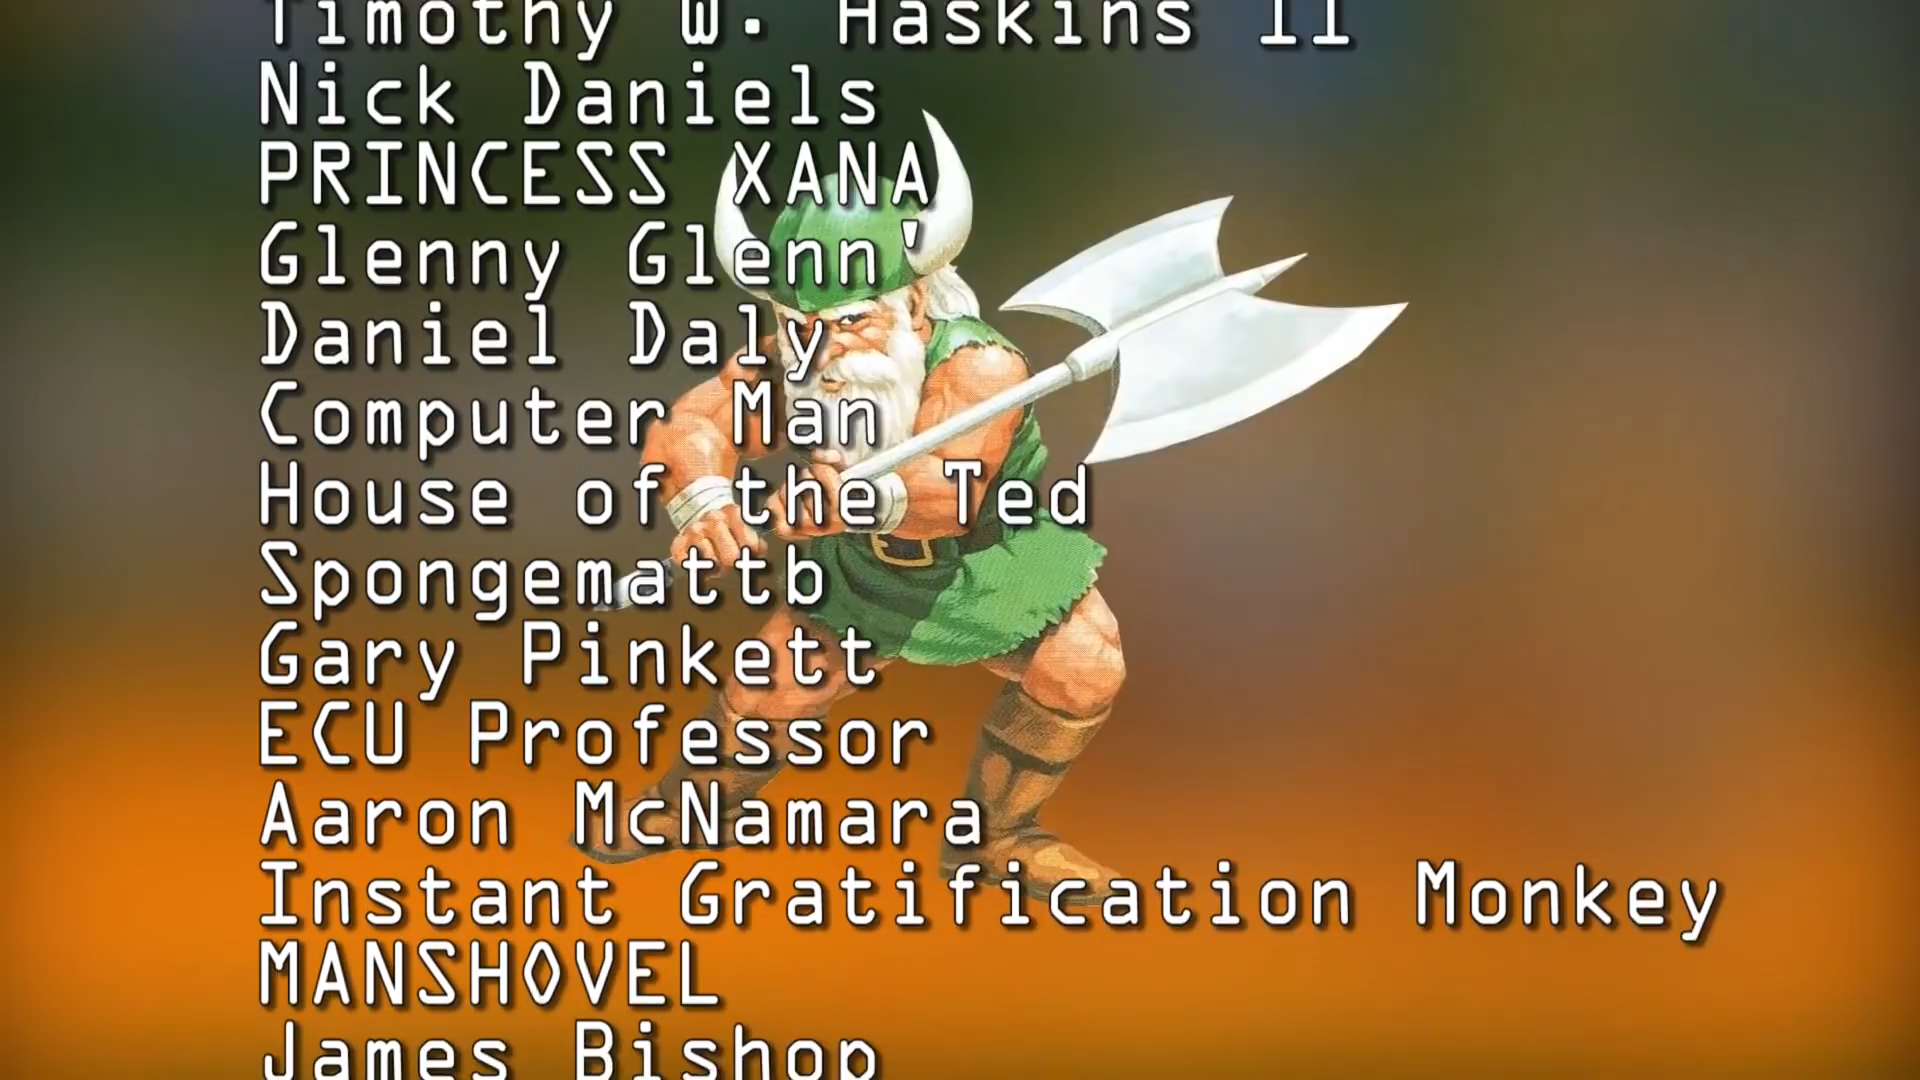 Timothy W. Haskins II
Nick Daniels
PRINCESS XANA
Glenny Glenn'
Daniel Daly
Computer Man
House of the Ted
Spongemattb
Gary Pinkett
ECU Professor
Aaron McNamara
Instant Gratification Monkey
MANSHOVEL
James Bishop